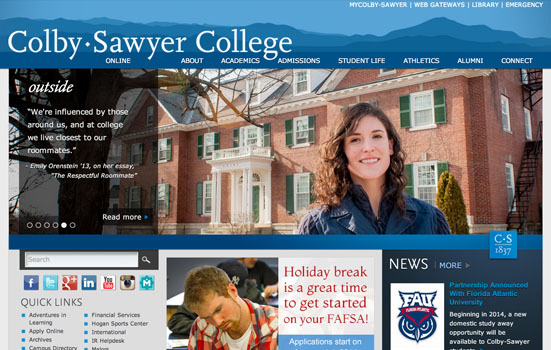 MYCOLBY-SAWYER | WEB GATEWAYS | LIBRARY | EMERGENCY
Colby·Sawyer College
ONLINE ABOUT ACADEMICS ADMISSIONS STUDENT LIFE ATHLETICS ALUMNI CONNECT
outside
“We're influenced by those
around us, and at college
we live closest to our
roommates.”
- Emily Orenstein '13, on her essay,
"The Respectful Roommate"
Read more
C·S
1837
Search
QUICK LINKS
Adventures in
Learning
Apply Online
Archives
Campus Directory
Financial Services
Hogan Sports Center
International
IR Helpdesk
Majors
Holiday break
is a great time
to get started
on your FAFSA!
Applications start on
NEWS | MORE
FAU
FLORIDA ATLANTIC
Partnership Announced
With Florida Atlantic
University
Beginning in 2014, a new
domestic study away
opportunity will be
available to Colby-Sawyer